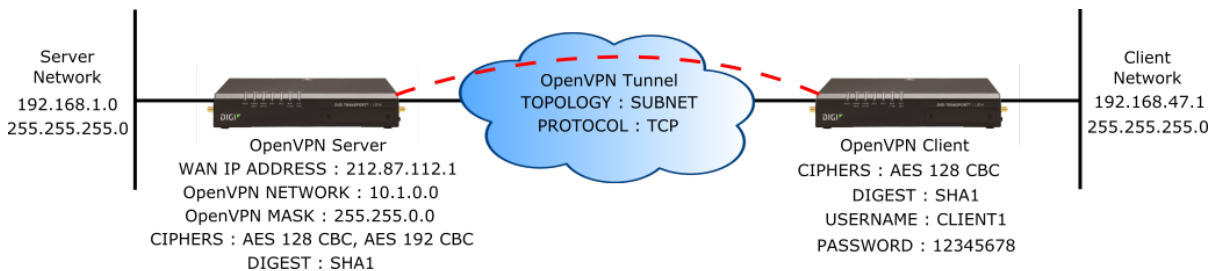 Server
Network
192.168.1.0
255.255.255.0
DIGI
OpenVPN Server
WAN IP ADDRESS : 212.87.112.1
OpenVPN NETWORK : 10.1.0.0
OpenVPN MASK : 255.255.0.0
CIPHERS : AES 128 CBC, AES 192 CBC
DIGEST : SHA1
OpenVPN Tunnel
TOPOLOGY : SUBNET
PROTOCOL : TCP
DIGI
OpenVPN Client
CIPHERS : AES 128 CBC
DIGEST : SHA1
USERNAME : CLIENT1
PASSWORD : 12345678
Client
Network
192.168.47.1
255.255.255.0